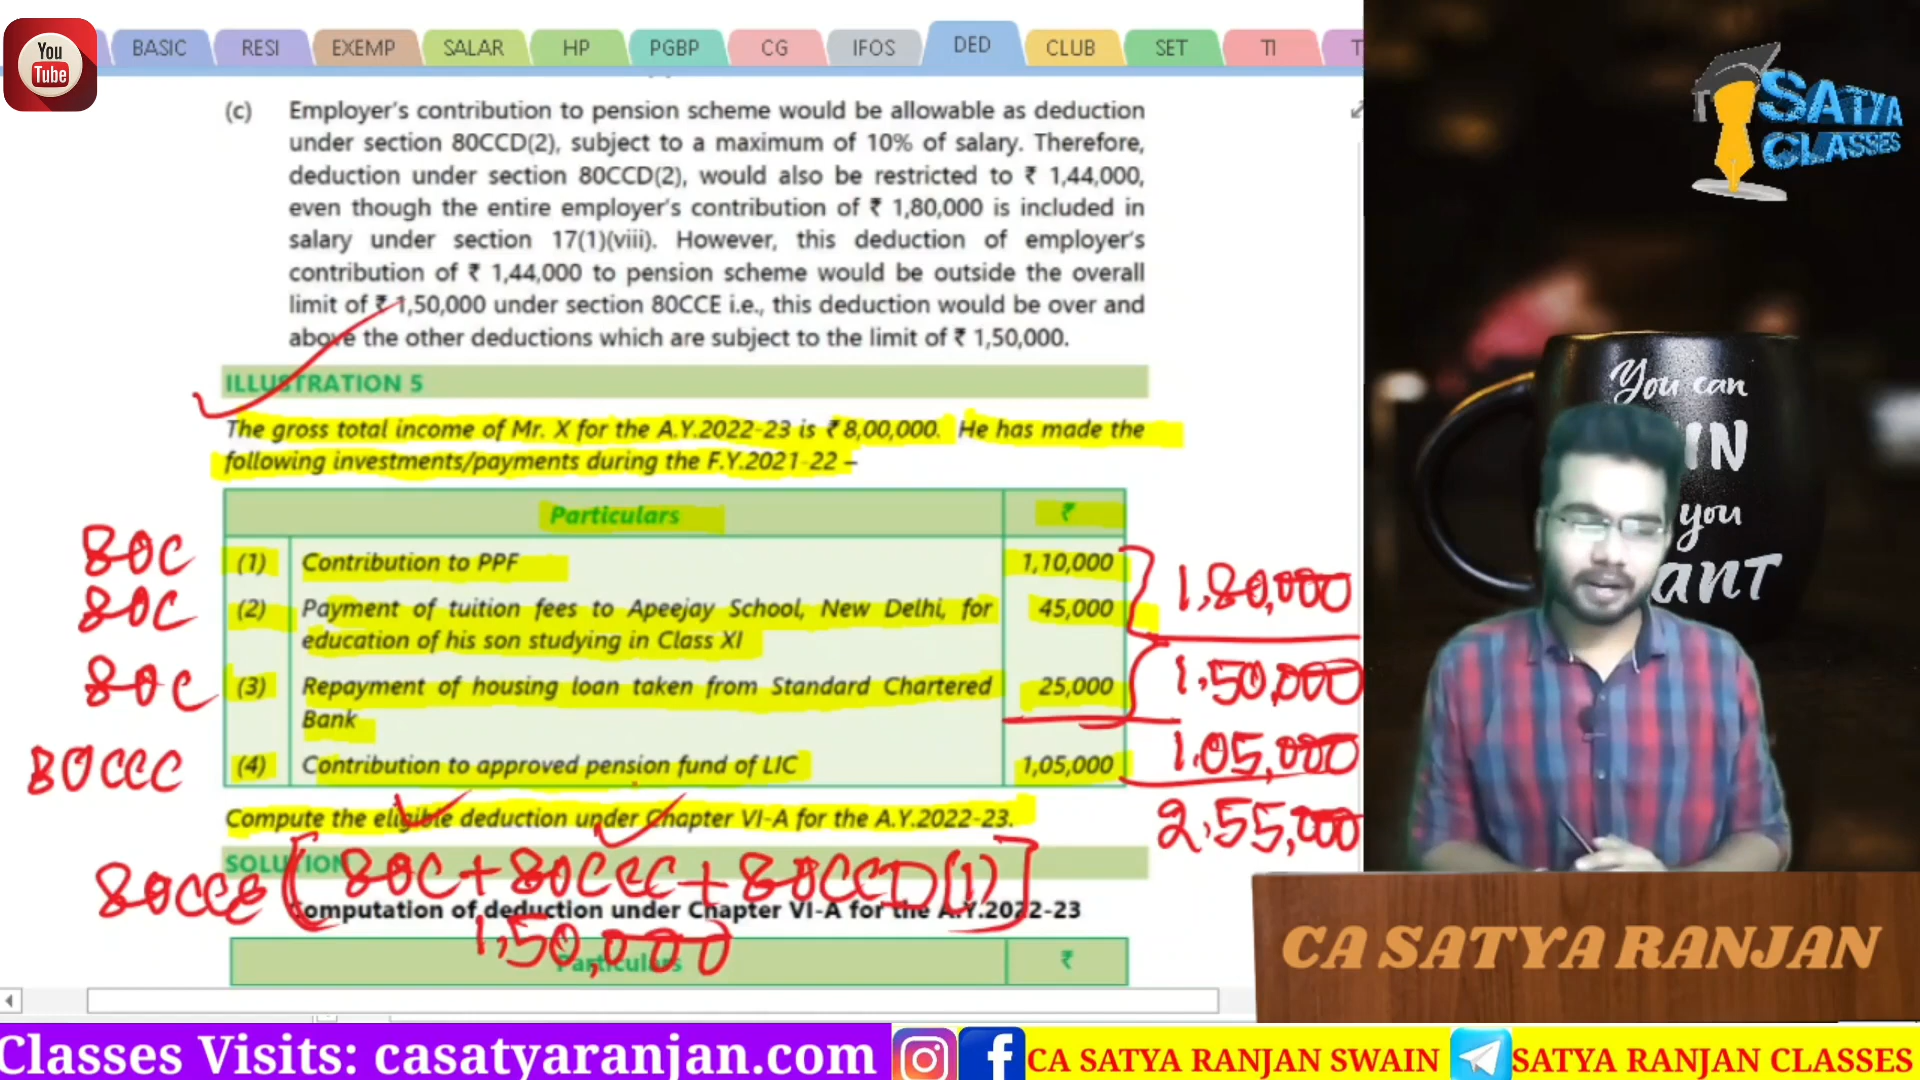 You
Tube
BASIC RESI EXEMP SALAR HP PGBP CG IFOS DED CLUB SET TI T
(c) Employer's contribution to pension scheme would be allowable as deduction
under section 80CCD(2), subject to a maximum of 10% of salary. Therefore,
deduction under section 80CCD(2), would also be restricted to ₹ 1,44,000,
even though the entire employer's contribution of ₹ 1,80,000 is included in
salary under section 17(1)(viii). However, this deduction of employer's
contribution of ₹ 1,44,000 to pension scheme would be outside the overall
limit of ₹ 1,50,000 under section 80CCE i.e., this deduction would be over and
above the other deductions which are subject to the limit of ₹ 1,50,000.
ILLUSTRATION 5
The gross total income of Mr. X for the A.Y.2022-23 is ₹ 8,00,000. He has made the
following investments/payments during the F.Y.2021-22 –
Particulars ₹
80C (1) Contribution to PPF 1,10,000
1,80,000
80C (2) Payment of tuition fees to Apeejay School, New Delhi, for 45,000
education of his son studying in Class XI
80C (3) Repayment of housing loan taken from Standard Chartered 25,000 1,50,000
Bank
80CCC (4) Contribution to approved pension fund of LIC 1,05,000 1,05,000
Compute the eligible deduction under Chapter VI-A for the A.Y.2022-23. 2,55,000
SOLUTION
80CCE [80C + 80CCC + 80CCD(1)]
Computation of deduction under Chapter VI-A for the A.Y.2022-23
1,50,000
Particulars ₹
SATYA
CLASSES
You can
IN
you
ANT
CA SATYA RANJAN
Classes Visits: casatyaranjan.com
CA SATYA RANJAN SWAIN
SATYA RANJAN CLASSES